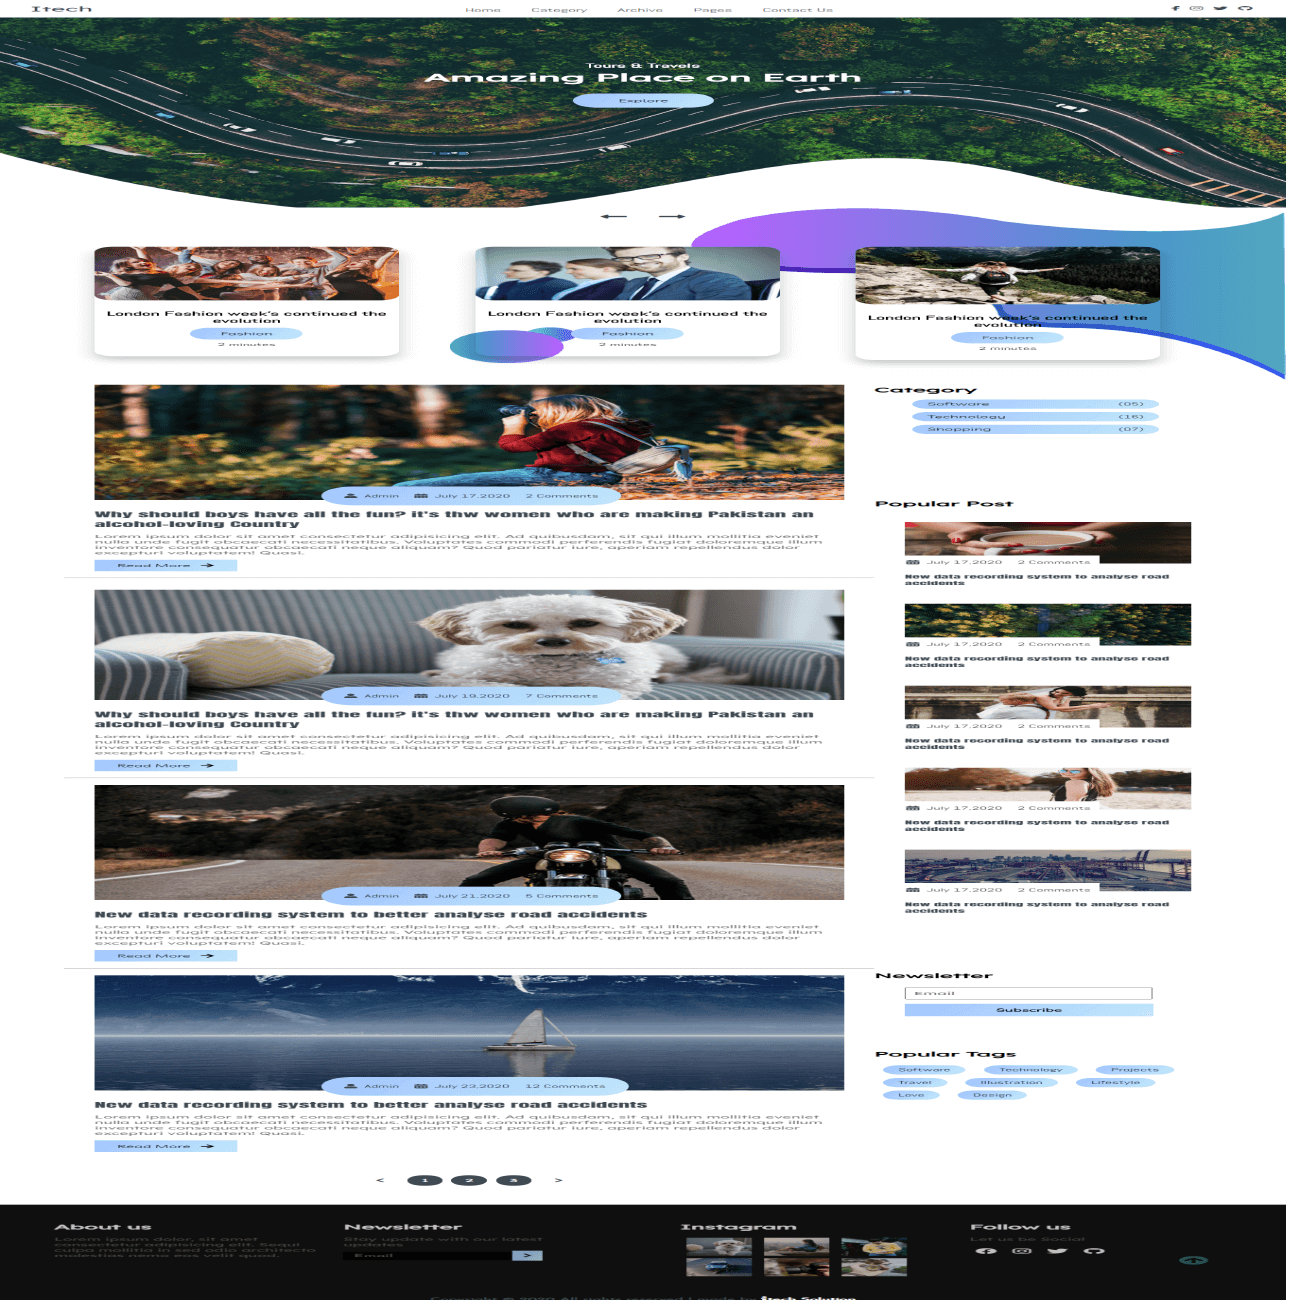 Itech
Home Category Archive Pages Contact Us
Tours & Travels
Amazing Place on Earth
Explore
London Fashion week's continued the
evolution
Fashion
2 minutes
London Fashion week's continued the
evolution
Fashion
2 minutes
London Fashion week's continued the
evolution
Fashion
2 minutes
Admin July 17,2020 2 Comments
Why should boys have all the fun? it's thw women who are making Pakistan an
alcohol-loving Country
Lorem ipsum dolor sit amet consectetur adipisicing elit. Ad quibusdam, sit qui illum mollitia eveniet
nulla unde fugit obcaecati necessitatibus. Voluptates commodi perferendis fugiat doloremque illum
inventore consequatur obcaecati neque aliquam? Quod pariatur iure, aperiam repellendus dolor
excepturi voluptatem! Quasi.
Read More
Admin July 19,2020 7 Comments
Why should boys have all the fun? it's thw women who are making Pakistan an
alcohol-loving Country
Lorem ipsum dolor sit amet consectetur adipisicing elit. Ad quibusdam, sit qui illum mollitia eveniet
nulla unde fugit obcaecati necessitatibus. Voluptates commodi perferendis fugiat doloremque illum
inventore consequatur obcaecati neque aliquam? Quod pariatur iure, aperiam repellendus dolor
excepturi voluptatem! Quasi.
Read More
Admin July 21,2020 5 Comments
New data recording system to better analyse road accidents
Lorem ipsum dolor sit amet consectetur adipisicing elit. Ad quibusdam, sit qui illum mollitia eveniet
nulla unde fugit obcaecati necessitatibus. Voluptates commodi perferendis fugiat doloremque illum
inventore consequatur obcaecati neque aliquam? Quod pariatur iure, aperiam repellendus dolor
excepturi voluptatem! Quasi.
Read More
Admin July 23,2020 12 Comments
New data recording system to better analyse road accidents
Lorem ipsum dolor sit amet consectetur adipisicing elit. Ad quibusdam, sit qui illum mollitia eveniet
nulla unde fugit obcaecati necessitatibus. Voluptates commodi perferendis fugiat doloremque illum
inventore consequatur obcaecati neque aliquam? Quod pariatur iure, aperiam repellendus dolor
excepturi voluptatem! Quasi.
Read More
< 1 2 3 >
Category
Software (05)
Technology (16)
Shopping (07)
Popular Post
July 17,2020 2 Comments
New data recording system to analyse road
accidents
July 17,2020 2 Comments
New data recording system to analyse road
accidents
July 17,2020 2 Comments
New data recording system to analyse road
accidents
July 17,2020 2 Comments
New data recording system to analyse road
accidents
July 17,2020 2 Comments
New data recording system to analyse road
accidents
Newsletter
Email
Subscribe
Popular Tags
Software Technology Projects
Travel Illustration Lifestyle
Love Design
About us
Lorem ipsum dolor, sit amet
consectetur adipisicing elit. Sequi
culpa mollitia in sed odio architecto
molestias nemo eos velit quod.
Newsletter
Stay update with our latest
updates
Email >
Instagram
Follow us
Let us be Social
Copyright © 2020 All rights reserved | made by itech Solution